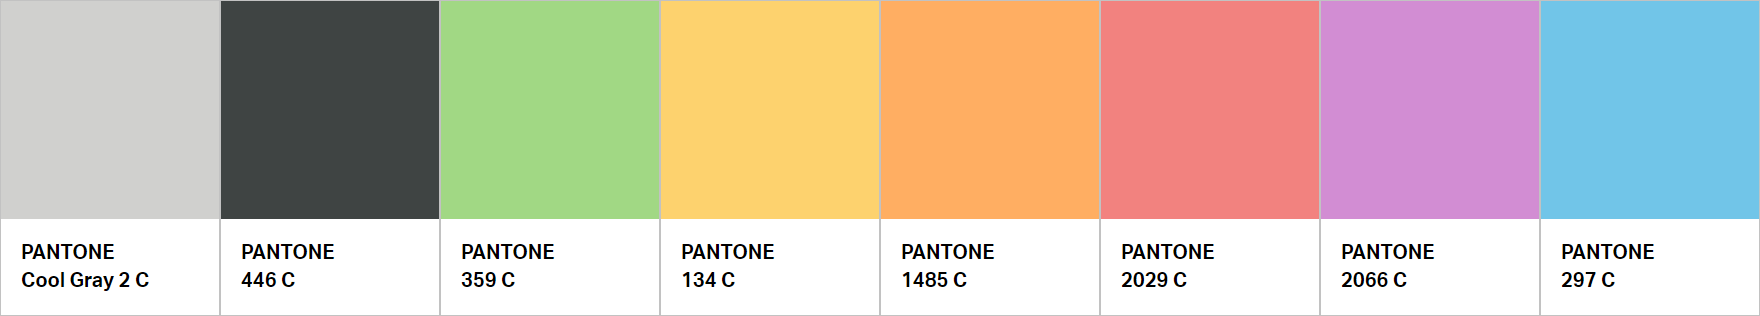 PANTONE
Cool Gray 2 C
PANTONE
446 C
PANTONE
359 C
PANTONE
134 C
PANTONE
1485 C
PANTONE
2029 C
PANTONE
2066 C
PANTONE
297 C